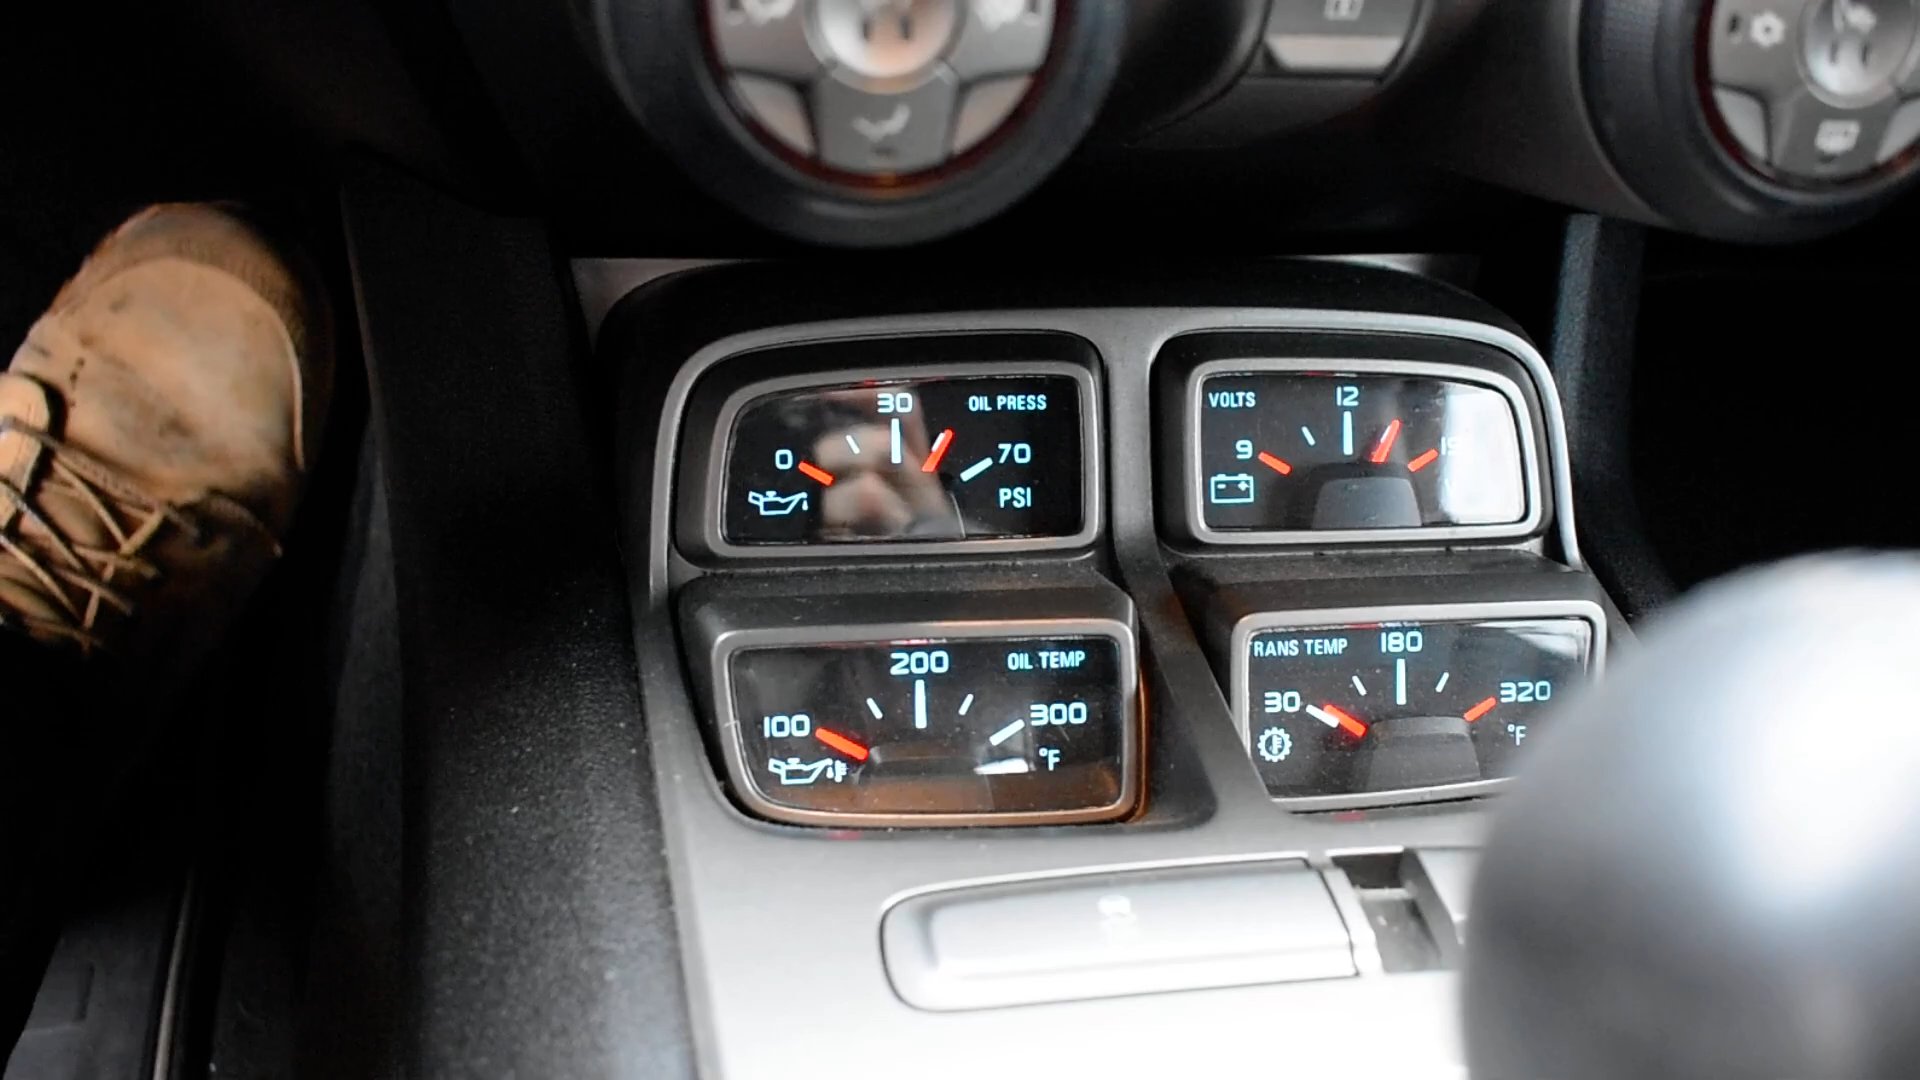 30 OIL PRESS
0 70
PSI
VOLTS 12
9
200 OIL TEMP
100 300
°F
TRANS TEMP 180
30 320
°F